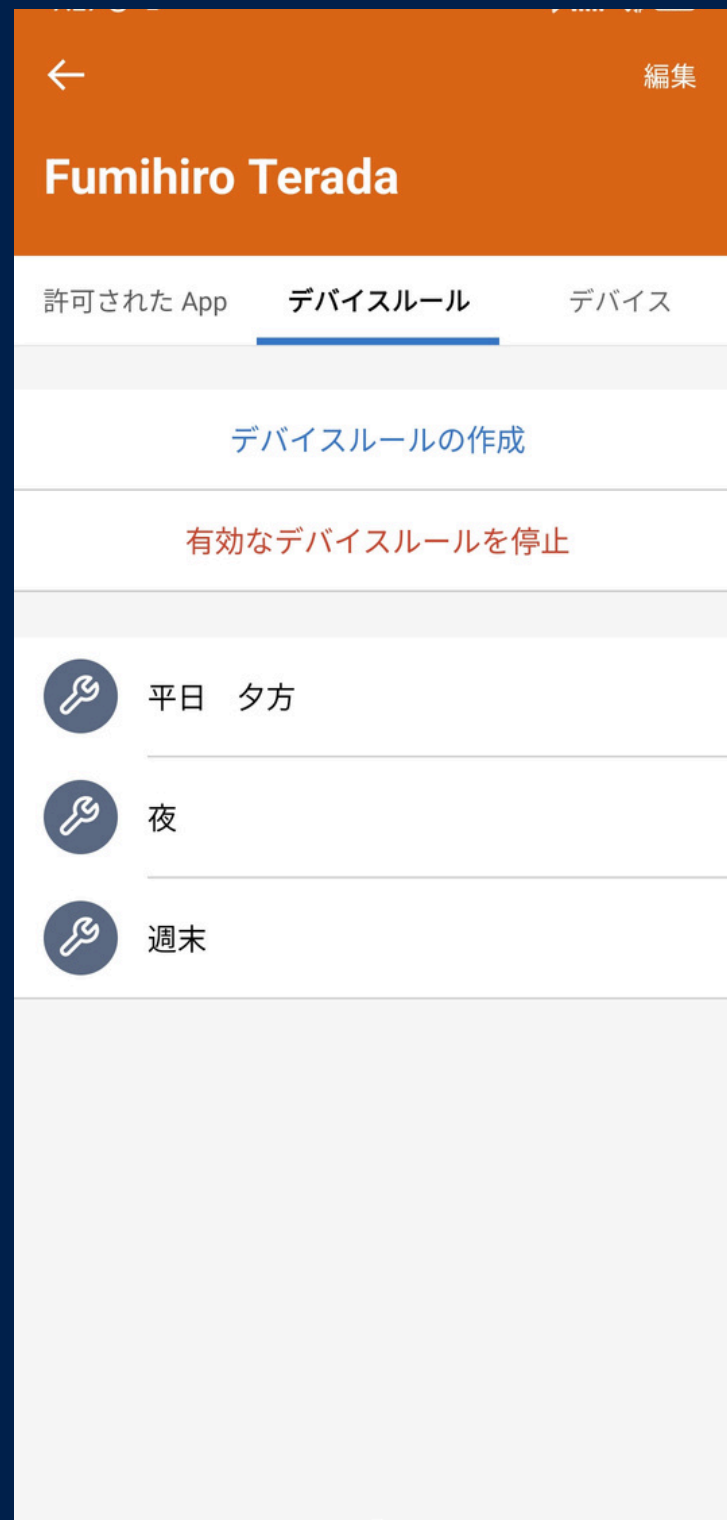 編集
Fumihiro Terada
許可された App デバイスルール デバイス
デバイスルールの作成
有効なデバイスルールを停止
平日　夕方
夜
週末